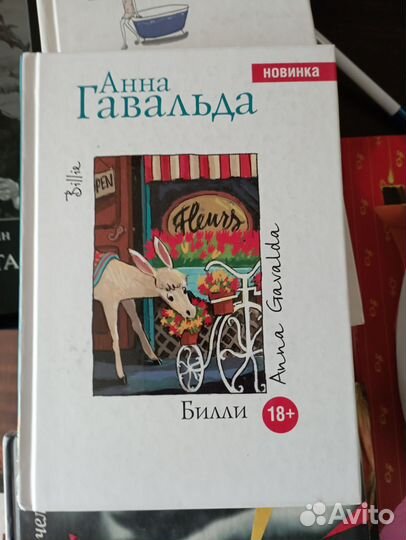 Анна
Гавальда
новинка
Billie
OPEN
Fleurs
Anna Gavalda
Билли
18+
Avito